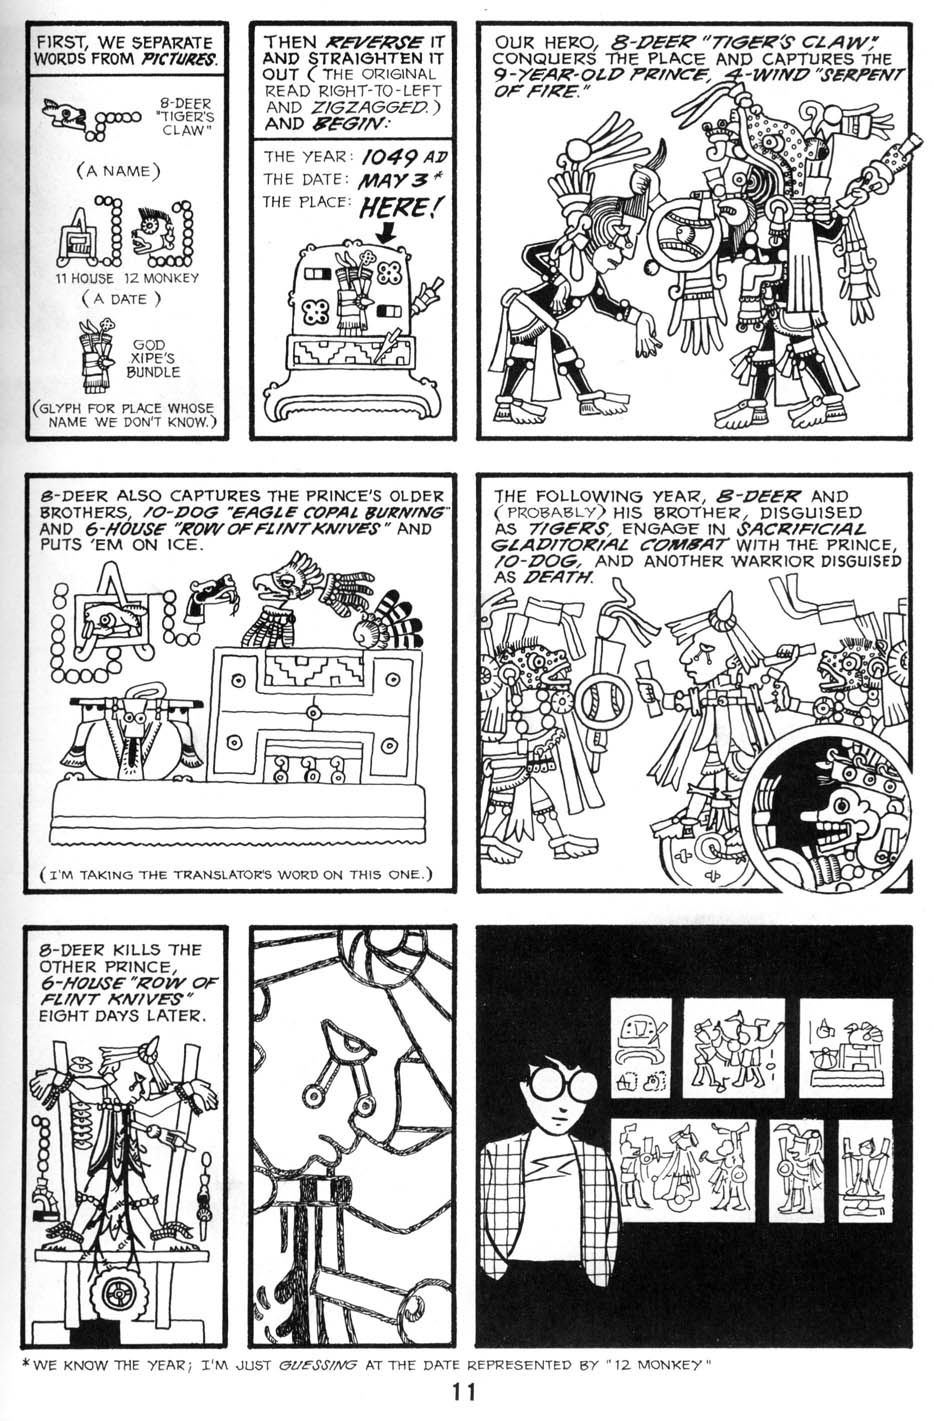 FIRST, WE SEPARATE
WORDS FROM PICTURES.
8-DEER
"TIGER'S
CLAW"
(A NAME)
11 HOUSE 12 MONKEY
(A DATE)
GOD
XIPE'S
BUNDLE
(GLYPH FOR PLACE WHOSE
NAME WE DON'T KNOW.)
THEN REVERSE IT
AND STRAIGHTEN IT
OUT (THE ORIGINAL
READ RIGHT-TO-LEFT
AND ZIGZAGGED.)
AND BEGIN:
THE YEAR: 1049 AD
THE DATE: MAY 3*
THE PLACE: HERE!
OUR HERO, 8-DEER "TIGER'S CLAW",
CONQUERS THE PLACE AND CAPTURES THE
9-YEAR-OLD PRINCE, 4-WIND "SERPENT
OF FIRE."
8-DEER ALSO CAPTURES THE PRINCE'S OLDER
BROTHERS, 10-DOG "EAGLE COPAL BURNING"
AND 6-HOUSE "ROW OF FLINT KNIVES" AND
PUTS 'EM ON ICE.
(I'M TAKING THE TRANSLATOR'S WORD ON THIS ONE.)
THE FOLLOWING YEAR, 8-DEER AND
(PROBABLY) HIS BROTHER, DISGUISED
AS TIGERS, ENGAGE IN SACRIFICIAL
GLADITORIAL COMBAT WITH THE PRINCE,
10-DOG, AND ANOTHER WARRIOR DISGUISED
AS DEATH.
8-DEER KILLS THE
OTHER PRINCE,
6-HOUSE "ROW OF
FLINT KNIVES"
EIGHT DAYS LATER.
*WE KNOW THE YEAR; I'M JUST GUESSING AT THE DATE REPRESENTED BY "12 MONKEY"
11